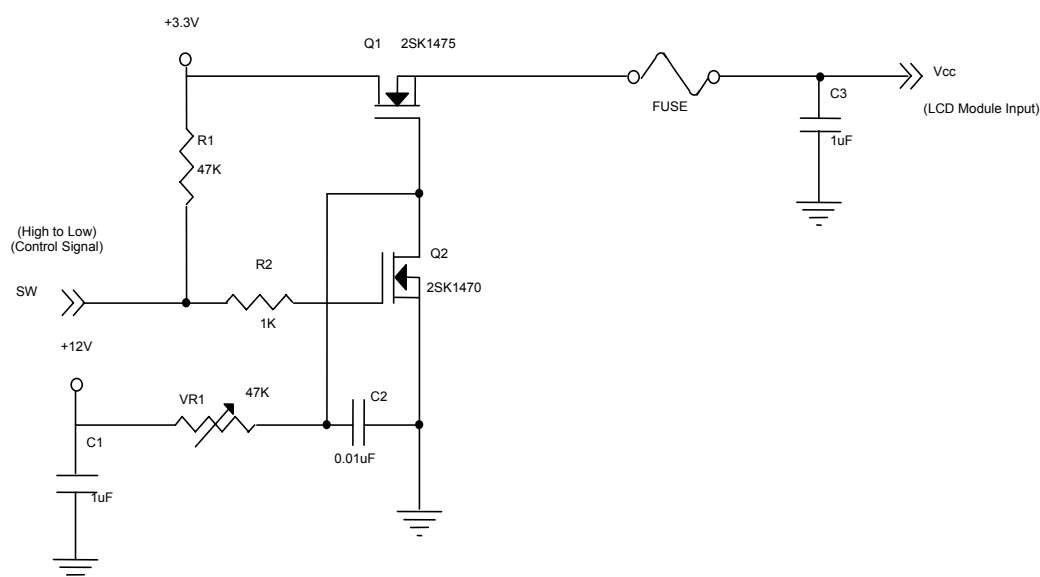 +3.3V
Q1
2SK1475
Vcc
FUSE
C3
(LCD Module Input)
R1
1uF
47K
(High to Low)
(Control Signal)
Q2
R2
SW
2SK1470
1K
+12V
47K
VR1
C2
C1
0.01uF
1uF